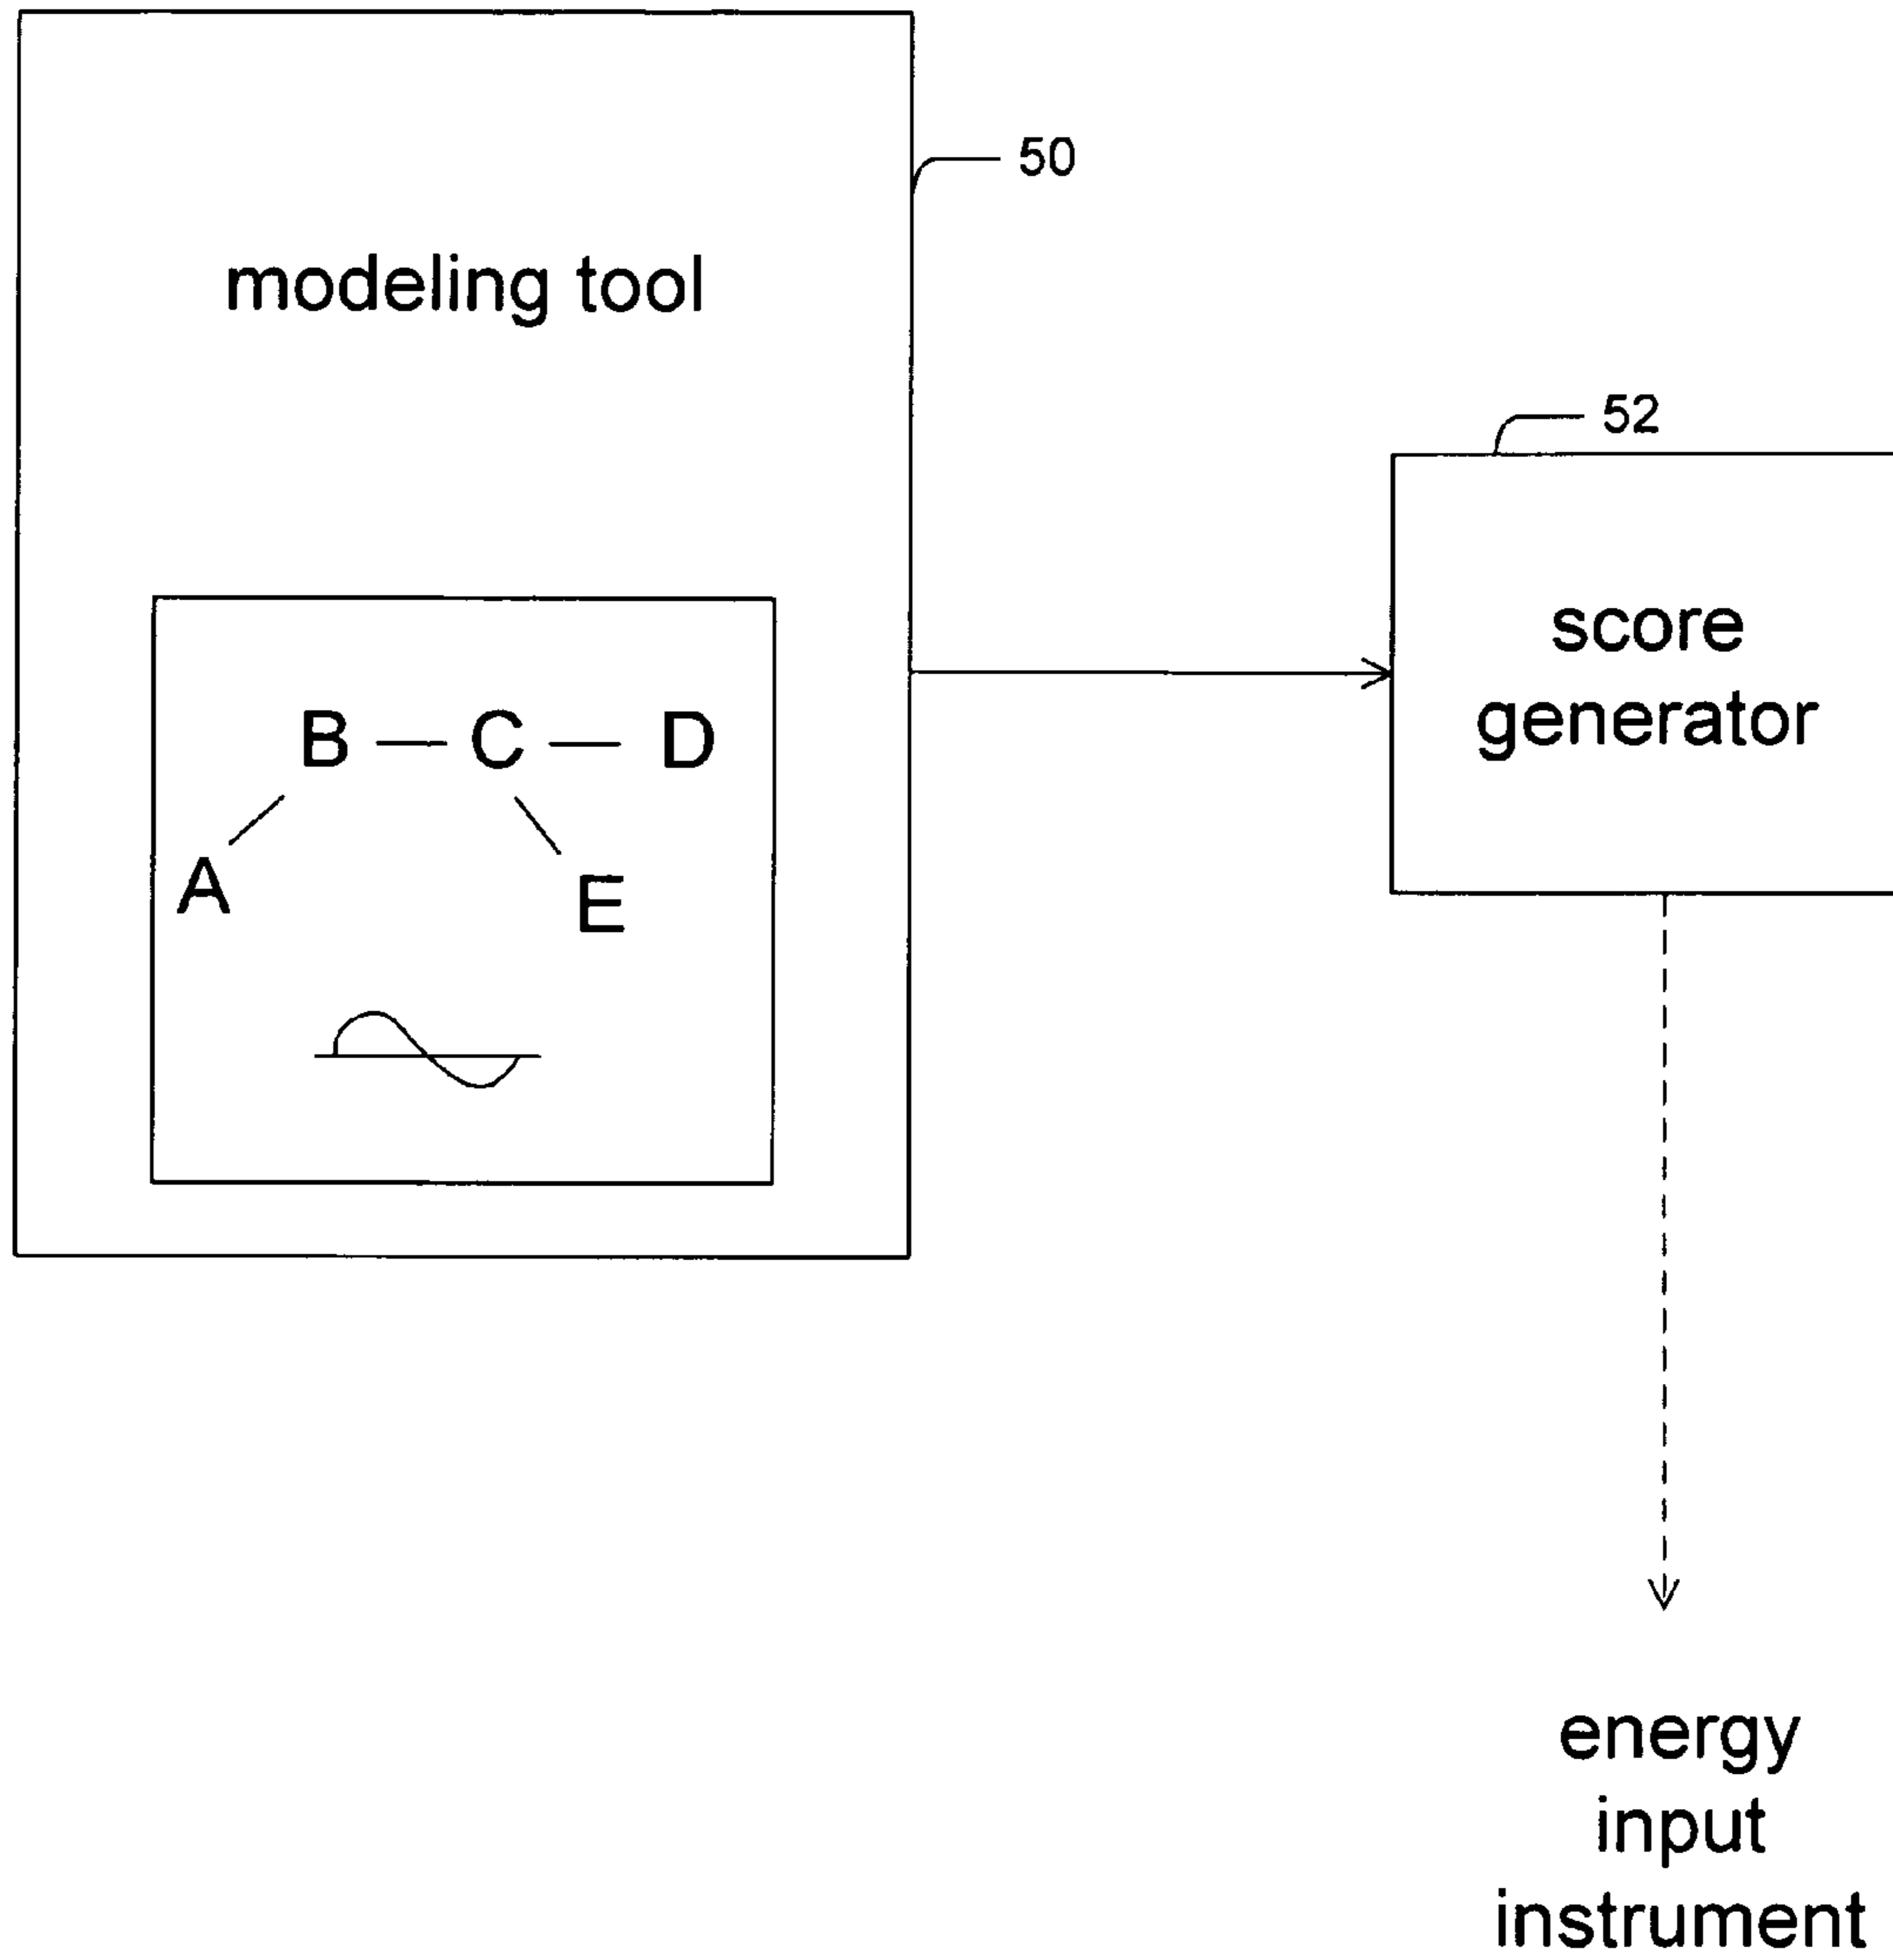 50
modeling tool
52
score
generator
B — C — D
A
E
energy
input
instrument